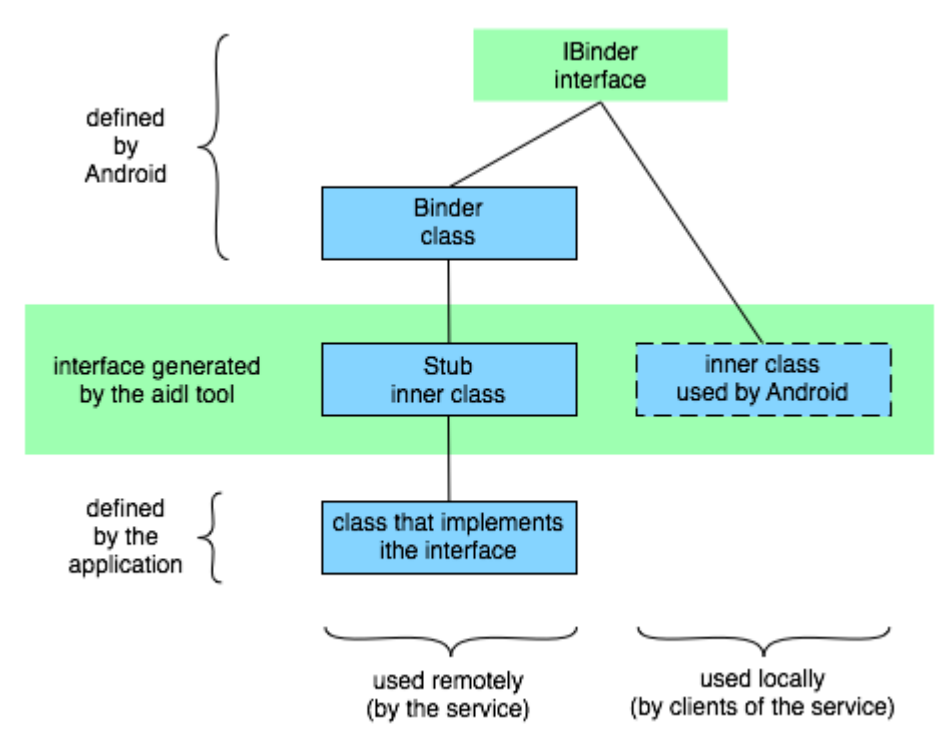 IBinder
interface
defined
by
Android
Binder
class
interface generated
by the aidl tool
Stub
inner class
inner class
used by Android
defined
by the
application
class that implements
ithe interface
used remotely
(by the service)
used locally
(by clients of the service)